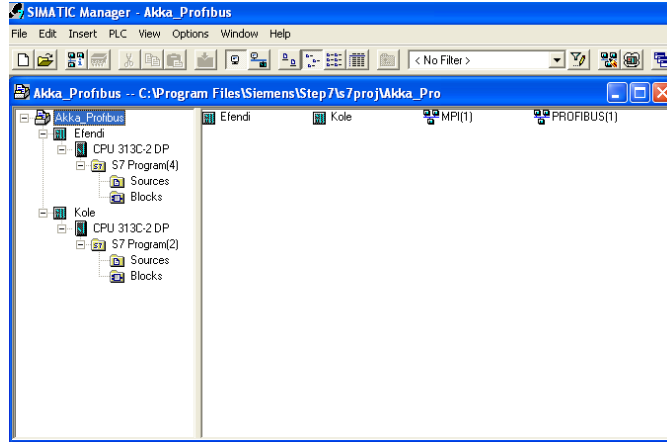 SIMATIC Manager - Akka_Profibus
File Edit Insert PLC View Options Window Help
< No Filter >
Akka_Profibus -- C:\Program Files\Siemens\Step7\s7proj\Akka_Pro
Akka_Profibus
Efendi
CPU 313C-2 DP
S7 Program(4)
Sources
Blocks
Kole
CPU 313C-2 DP
S7 Program(2)
Sources
Blocks
Efendi Kole MPI(1) PROFIBUS(1)